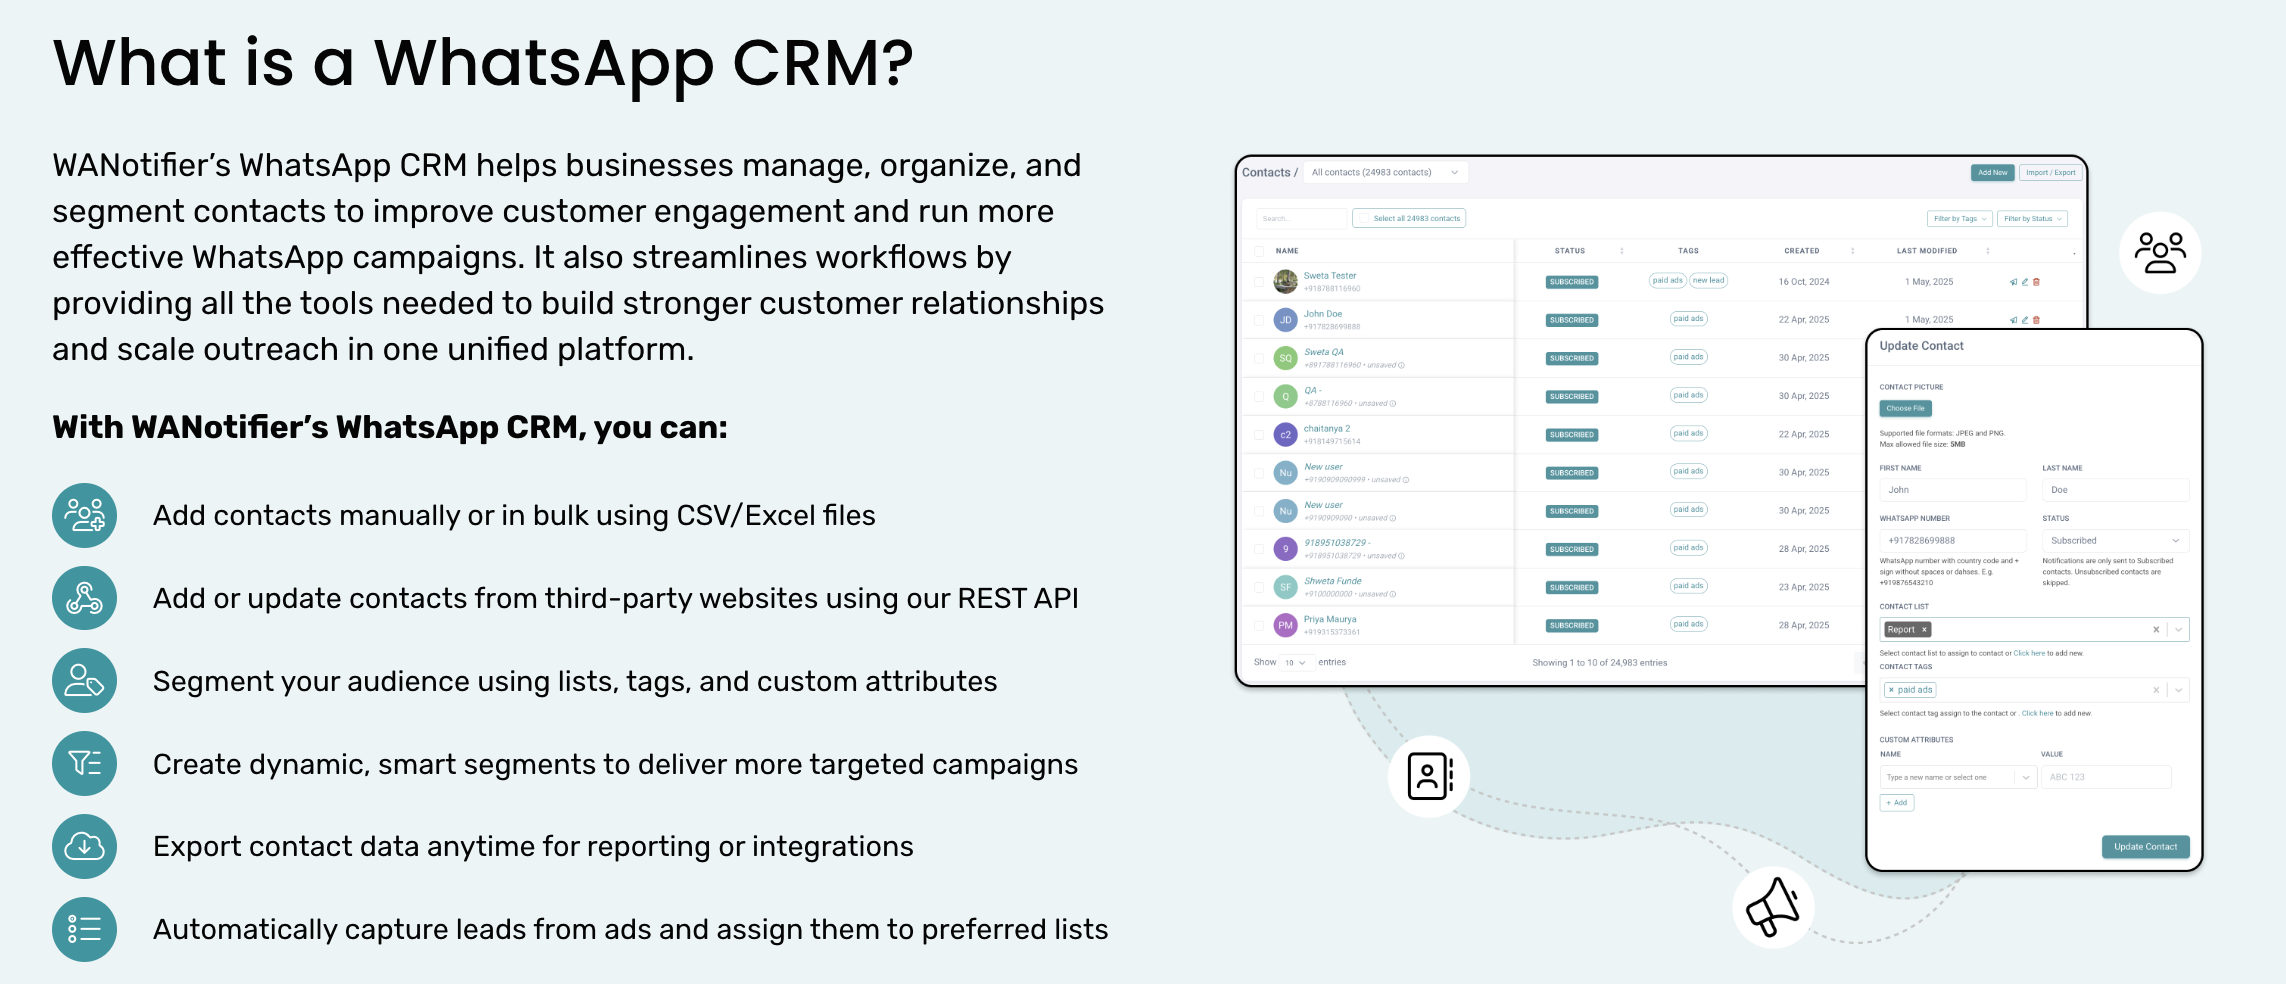 What is a WhatsApp CRM?
WANotifier's WhatsApp CRM helps businesses manage, organize, and
segment contacts to improve customer engagement and run more
effective WhatsApp campaigns. It also streamlines workflows by
providing all the tools needed to build stronger customer relationships
and scale outreach in one unified platform.
With WANotifier's WhatsApp CRM, you can:
Add contacts manually or in bulk using CSV/Excel files
Add or update contacts from third-party websites using our REST API
Segment your audience using lists, tags, and custom attributes
Create dynamic, smart segments to deliver more targeted campaigns
Export contact data anytime for reporting or integrations
Automatically capture leads from ads and assign them to preferred lists
Contacts / All contacts (24983 contacts) Add New Import / Export
Search... Select all 24983 contacts Filter by Tags Filter by Status
NAME STATUS TAGS CREATED LAST MODIFIED
Sweta Tester
+918788116960
SUBSCRIBED paid ads new lead 16 Oct, 2024 1 May, 2025
JD John Doe
+917828699888
SUBSCRIBED paid ads 22 Apr, 2025 1 May, 2025
SQ Sweta QA
+891788116960 • unsaved
SUBSCRIBED paid ads 30 Apr, 2025
Q QA -
+8788116960 • unsaved
SUBSCRIBED paid ads 30 Apr, 2025
c2 chaitanya 2
+918149715614
SUBSCRIBED paid ads 22 Apr, 2025
Nu New user
+9190909090999 • unsaved
SUBSCRIBED paid ads 30 Apr, 2025
Nu New user
+9190909090 • unsaved
SUBSCRIBED paid ads 30 Apr, 2025
9 918951038729 -
+918951038729 • unsaved
SUBSCRIBED paid ads 28 Apr, 2025
SF Shweta Funde
+9100000000 • unsaved
SUBSCRIBED paid ads 23 Apr, 2025
PM Priya Maurya
+919315373361
SUBSCRIBED paid ads 28 Apr, 2025
Show 10 entries Showing 1 to 10 of 24,983 entries
Update Contact
CONTACT PICTURE
Choose File
Supported file formats: JPEG and PNG.
Max allowed file size: 5MB
FIRST NAME LAST NAME
John Doe
WHATSAPP NUMBER STATUS
+917828699888 Subscribed
WhatsApp number with country code and +
sign without spaces or dahses. E.g.
+919876543210
Notifications are only sent to Subscribed
contacts. Unsubscribed contacts are
skipped.
CONTACT LIST
Report ×
Select contact list to assign to contact or Click here to add new.
CONTACT TAGS
× paid ads
Select contact tag assign to the contact or . Click here to add new.
CUSTOM ATTRIBUTES
NAME VALUE
Type a new name or select one ABC 123
+ Add
Update Contact